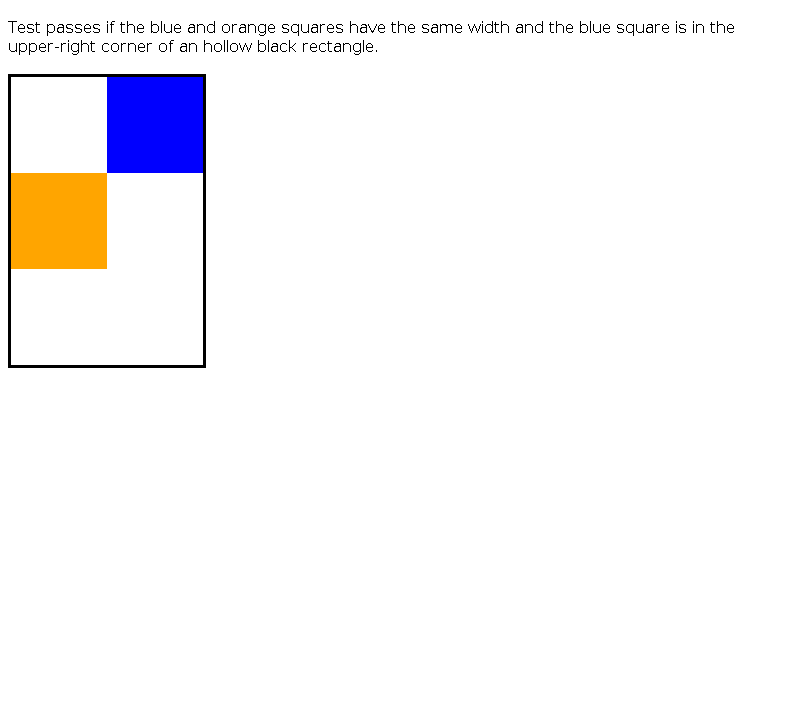 Test passes if the blue and orange squares have the same width and the blue square is in the
upper-right corner of an hollow black rectangle.